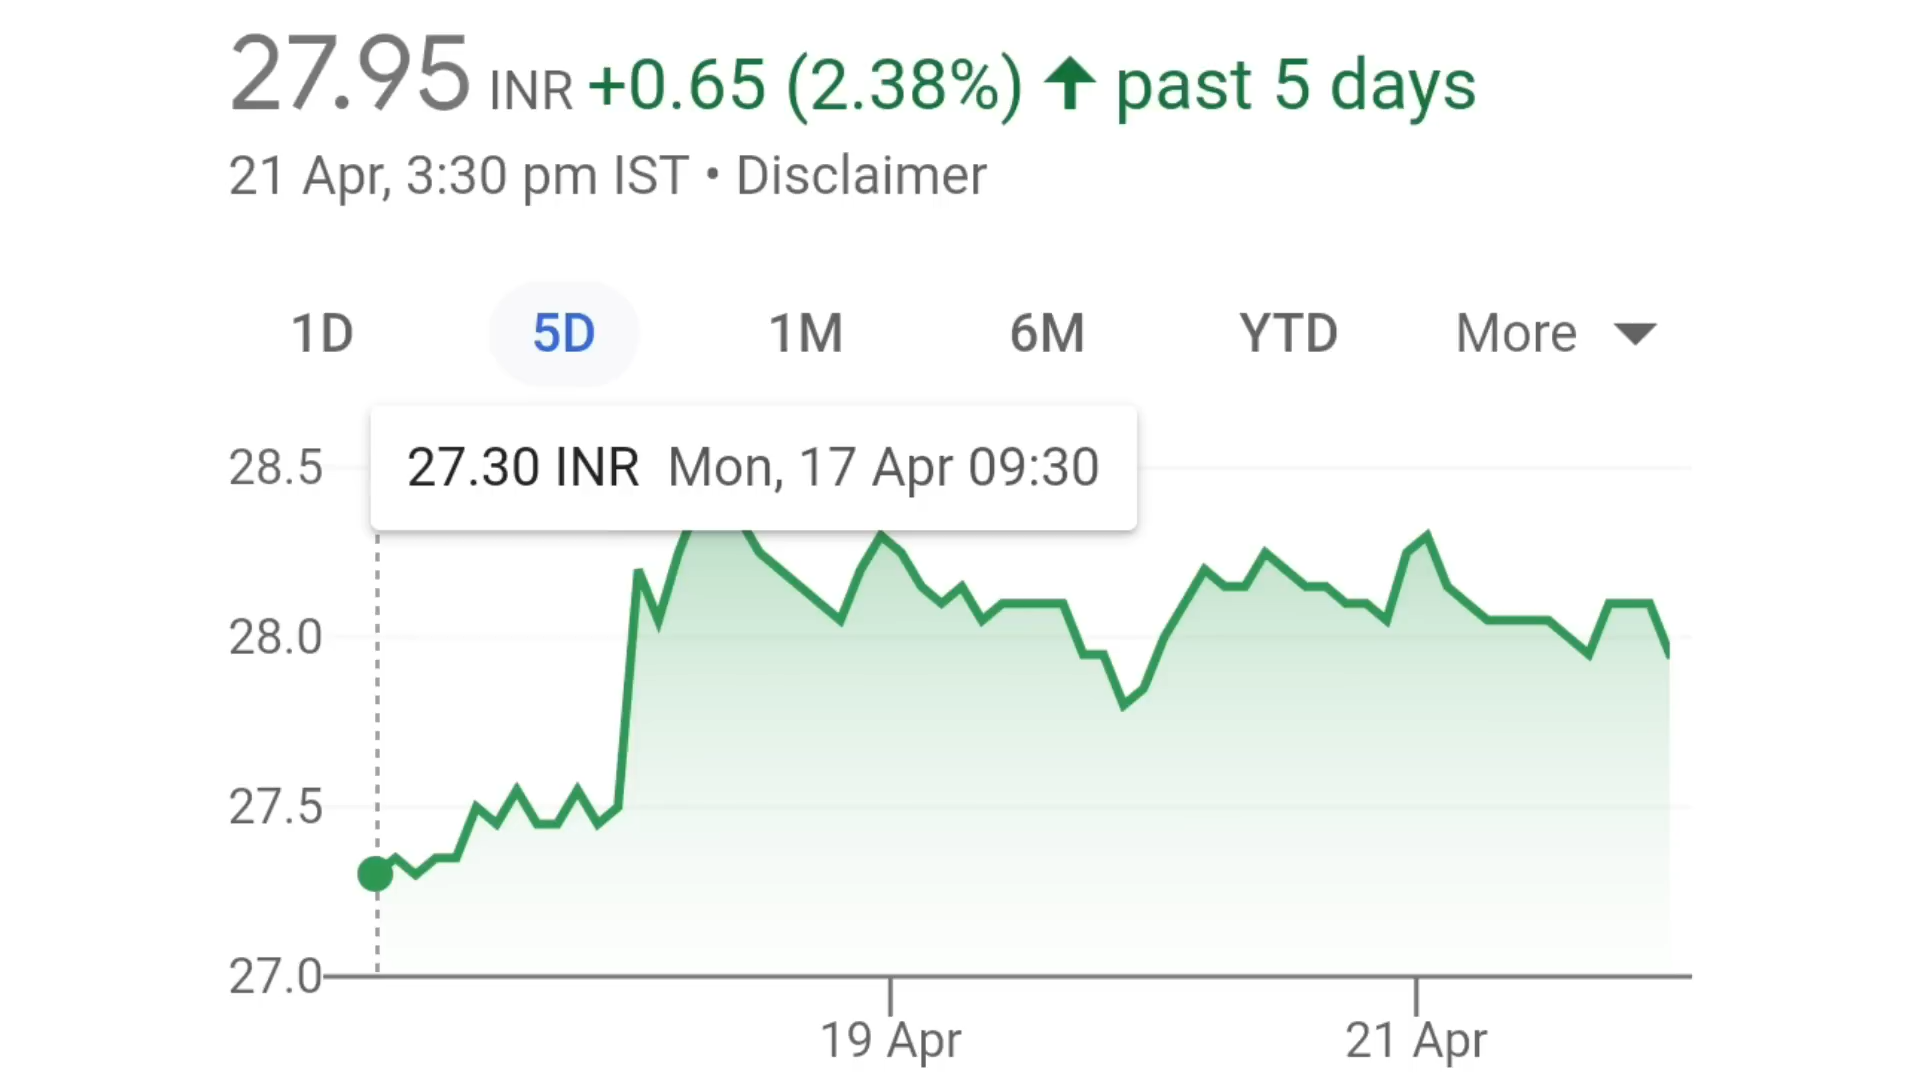 27.95 INR +0.65 (2.38%) ↑ past 5 days
21 Apr, 3:30 pm IST • Disclaimer
1D 5D 1M 6M YTD More
27.30 INR Mon, 17 Apr 09:30
28.5
28.0
27.5
27.0
19 Apr 21 Apr